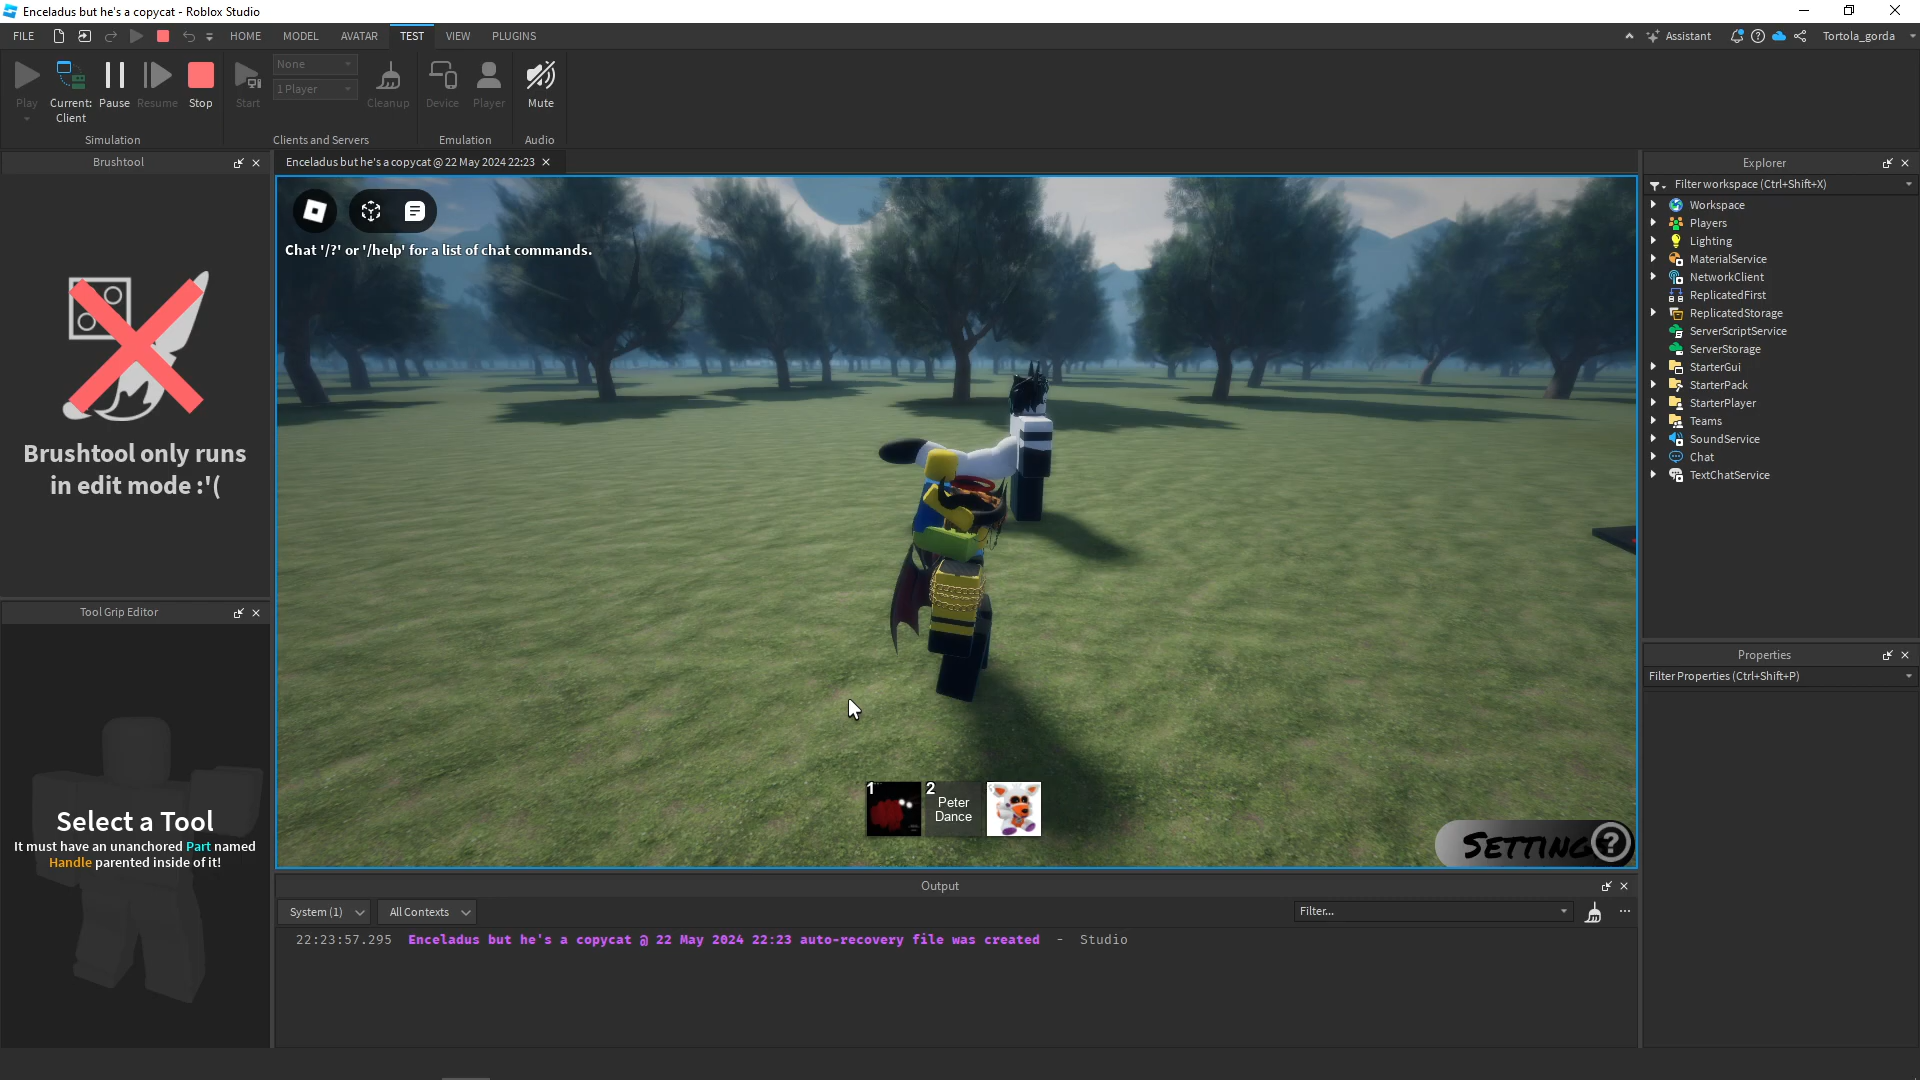 Enceladus but he's a copycat - Roblox Studio
FILE
HOME
MODEL
AVATAR
TEST
VIEW
PLUGINS
Assistant
Tortola_gorda
Play
Current:
Client
Pause
Resume
Stop
Start
None
1 Player
Cleanup
Device
Player
Mute
Simulation
Clients and Servers
Emulation
Audio
Brushtool
Enceladus but he's a copycat @ 22 May 2024 22:23
Explorer
Filter workspace (Ctrl+Shift+X)
Workspace
Players
Lighting
MaterialService
NetworkClient
ReplicatedFirst
ReplicatedStorage
ServerScriptService
ServerStorage
StarterGui
StarterPack
StarterPlayer
Teams
SoundService
Chat
TextChatService
Chat '/?' or '/help' for a list of chat commands.
Brushtool only runs
in edit mode :'(
Tool Grip Editor
Select a Tool
It must have an unanchored Part named
Handle parented inside of it!
Properties
Filter Properties (Ctrl+Shift+P)
1
2
Peter
Dance
?
Output
System (1)
All Contexts
Filter...
22:23:57.295 Enceladus but he's a copycat @ 22 May 2024 22:23 auto-recovery file was created - Studio